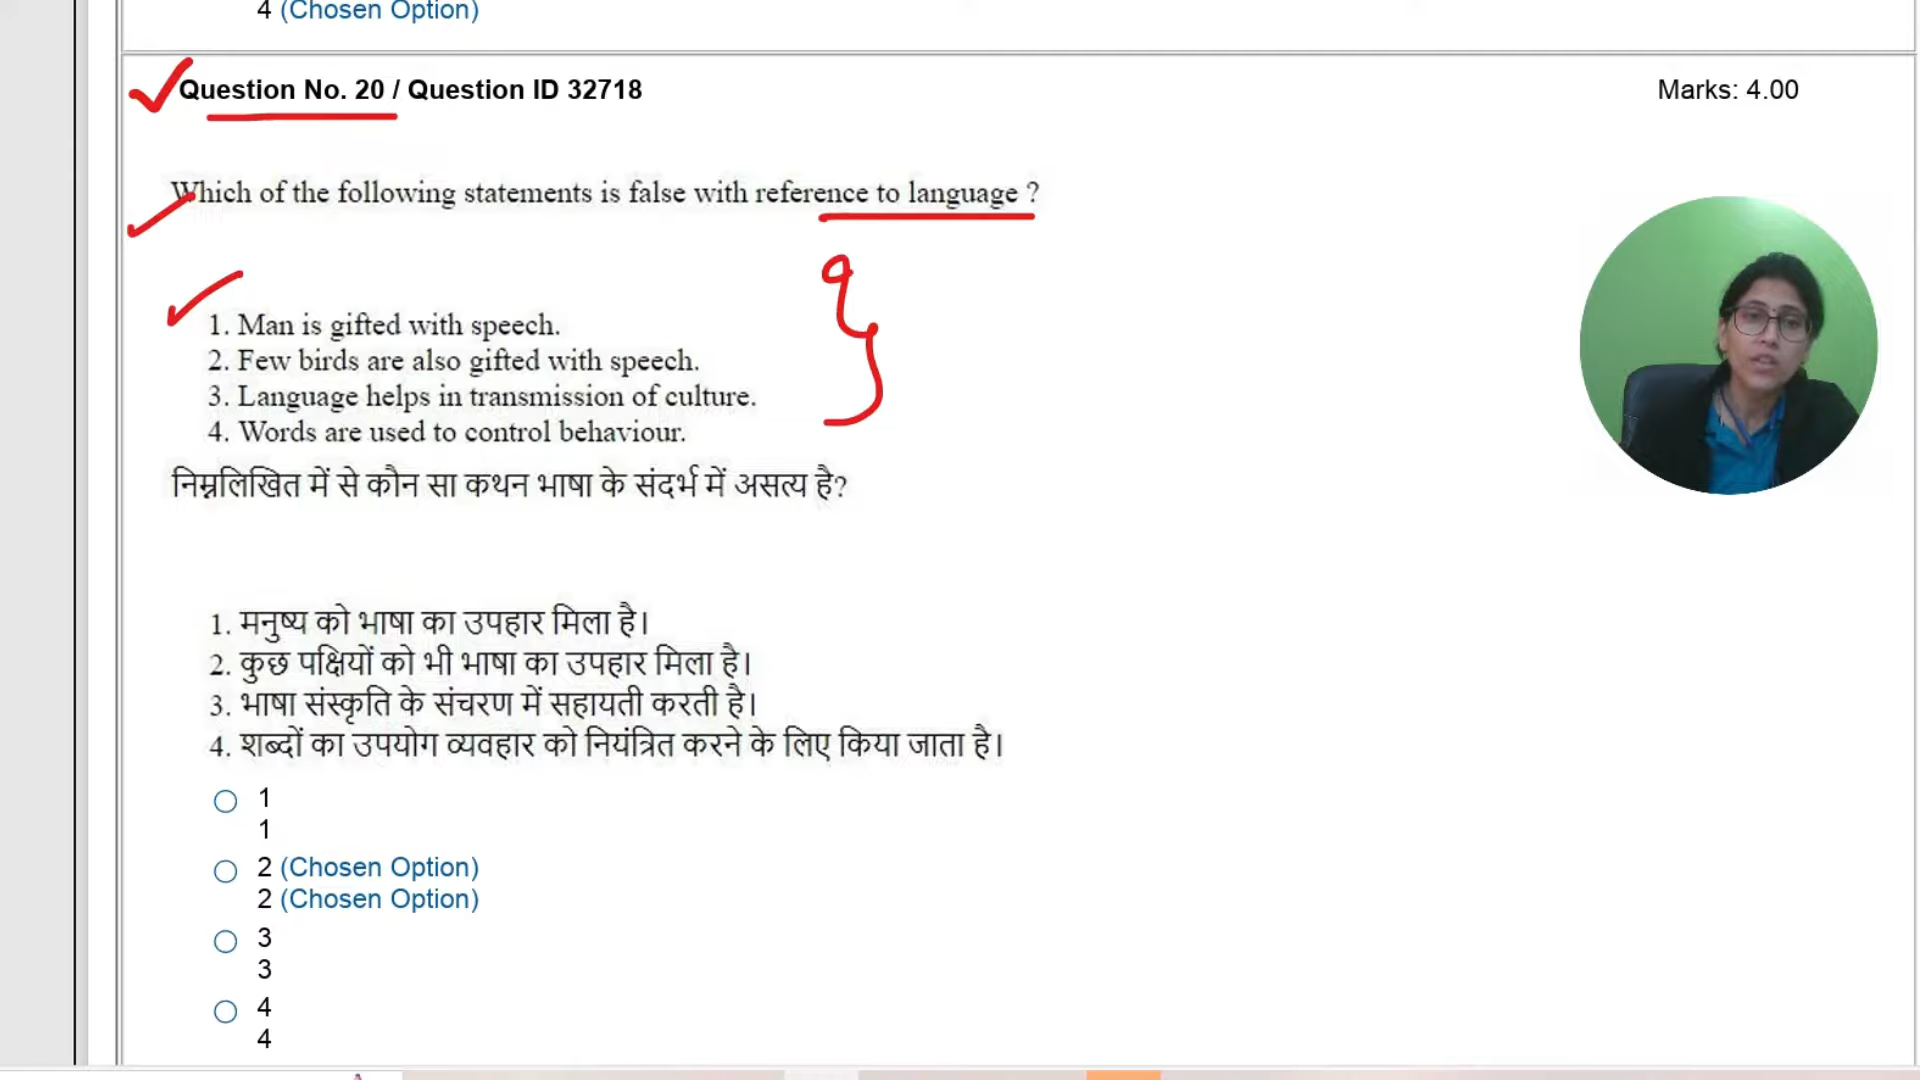 4 (Chosen Option)
Question No. 20 / Question ID 32718
Marks: 4.00
Which of the following statements is false with reference to language ?
1. Man is gifted with speech.
2. Few birds are also gifted with speech.
3. Language helps in transmission of culture.
4. Words are used to control behaviour.
निम्नलिखित में से कौन सा कथन भाषा के संदर्भ में असत्य है?
1. मनुष्य को भाषा का उपहार मिला है।
2. कुछ पक्षियों को भी भाषा का उपहार मिला है।
3. भाषा संस्कृति के संचरण में सहायती करती है।
4. शब्दों का उपयोग व्यवहार को नियंत्रित करने के लिए किया जाता है।
1
1
2 (Chosen Option)
2 (Chosen Option)
3
3
4
4